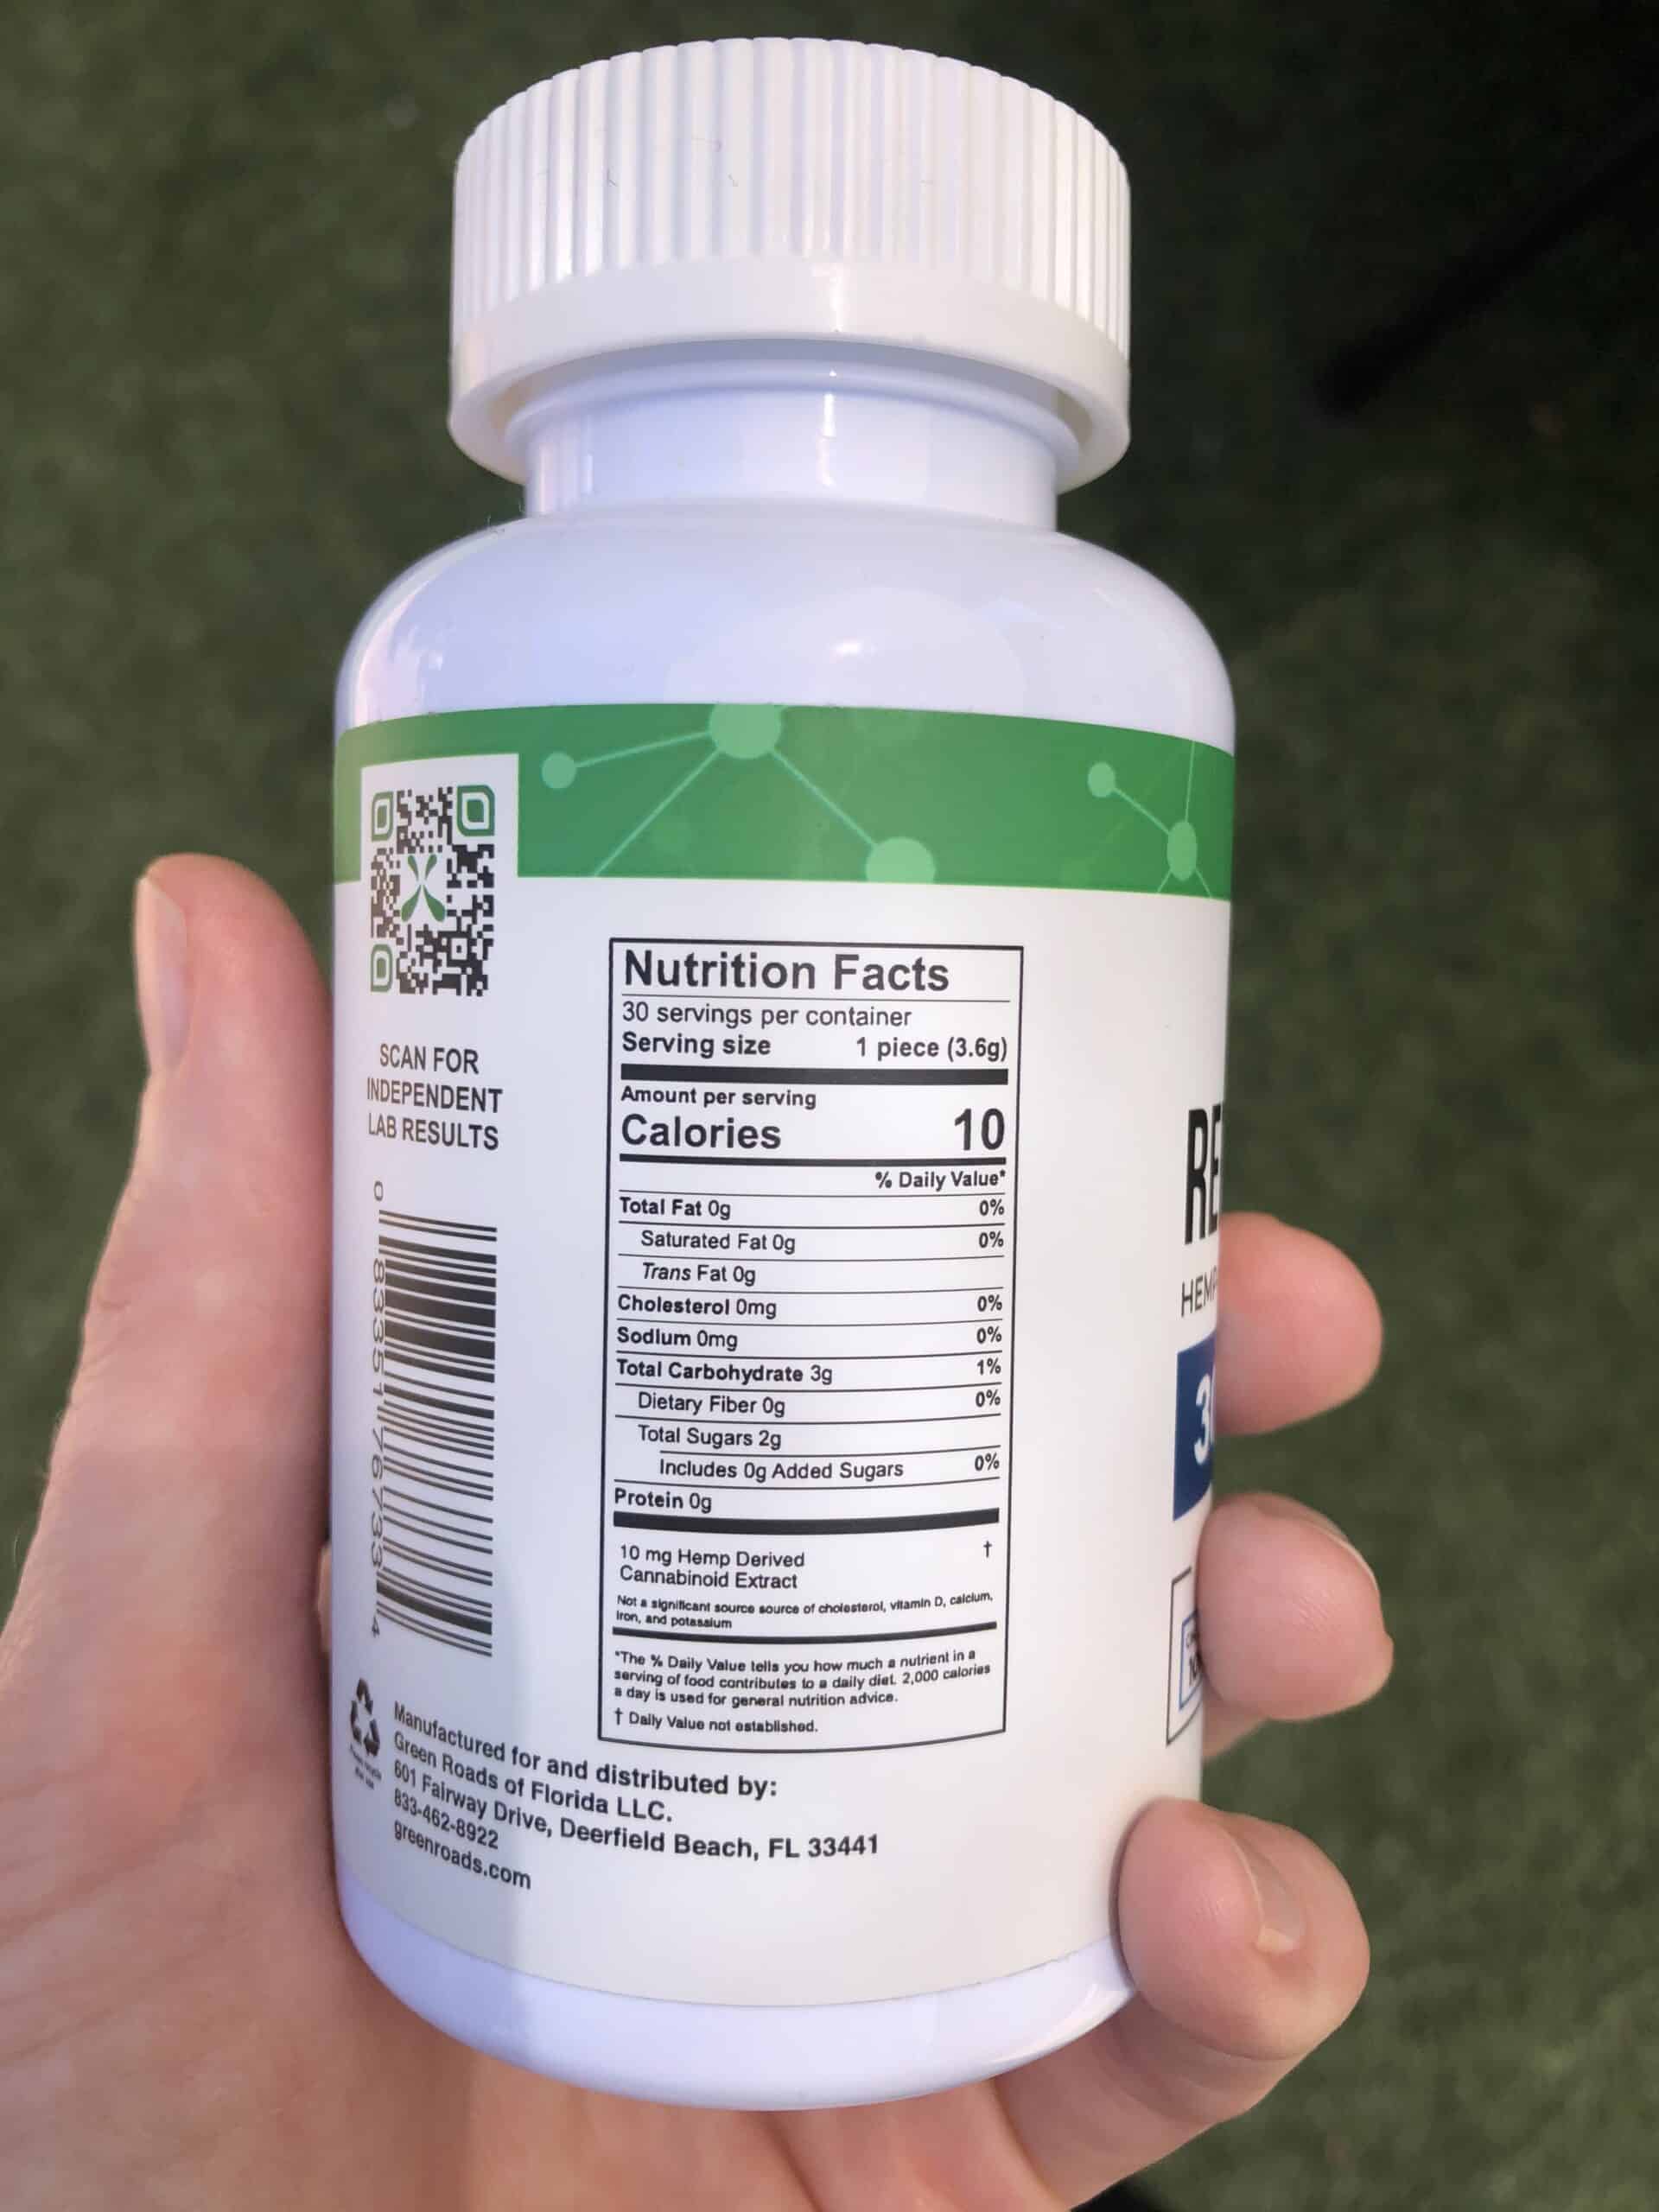 SCAN FOR
INDEPENDENT
LAB RESULTS
0 83351 76733 4
Nutrition Facts
30 servings per container
Serving size 1 piece (3.6g)
Amount per serving
Calories 10
% Daily Value*
Total Fat 0g 0%
Saturated Fat 0g 0%
Trans Fat 0g
Cholesterol 0mg 0%
Sodium 0mg 0%
Total Carbohydrate 3g 1%
Dietary Fiber 0g 0%
Total Sugars 2g
Includes 0g Added Sugars 0%
Protein 0g
10 mg Hemp Derived †
Cannabinoid Extract
Not a significant source source of cholesterol, vitamin D, calcium,
iron, and potassium
*The % Daily Value tells you how much a nutrient in a
serving of food contributes to a daily diet. 2,000 calories
a day is used for general nutrition advice.
† Daily Value not established.
Manufactured for and distributed by:
Green Roads of Florida LLC.
601 Fairway Drive, Deerfield Beach, FL 33441
833-462-8922
greenroads.com
RE
HEMP